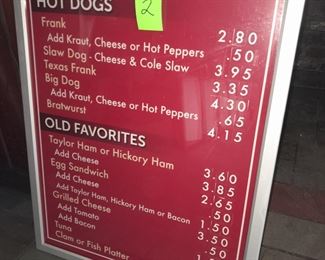 HOT DOGS
2
Frank 2.80
Add Kraut, Cheese or Hot Peppers .50
Slaw Dog - Cheese & Cole Slaw 3.95
Texas Frank 3.35
Big Dog 4.30
Add Kraut, Cheese or Hot Peppers .65
Bratwurst 4.15
OLD FAVORITES
Taylor Ham or Hickory Ham 3.60
Add Cheese 3.85
Egg Sandwich 2.65
Add Cheese .50
Add Taylor Ham, Hickory Ham or Bacon 1.50
Grilled Cheese .50
Add Tomato 3.50
Add Bacon .50
Tuna
Clam or Fish Platter